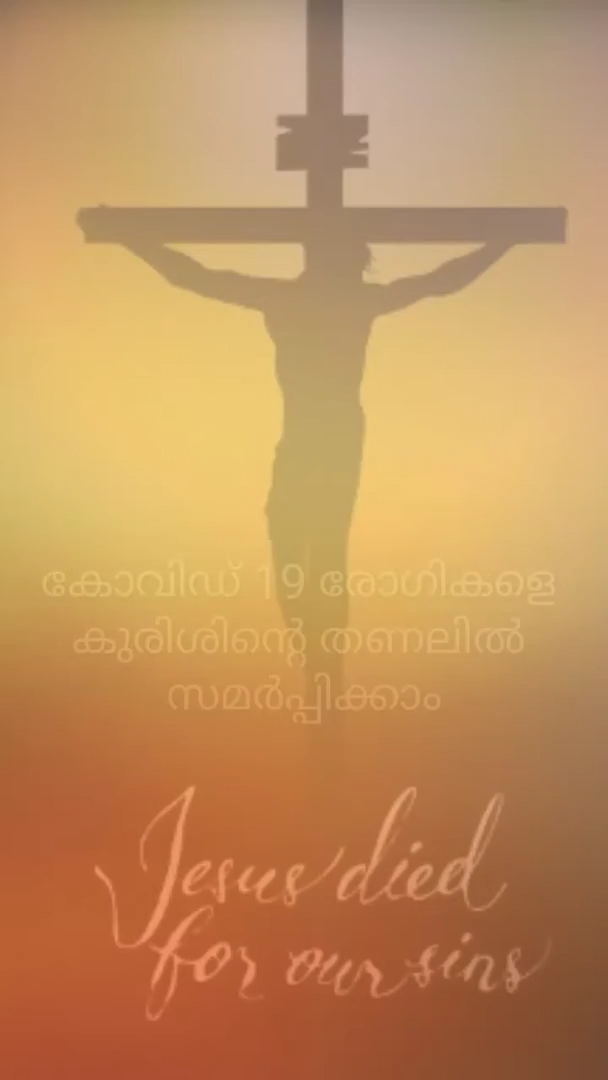 കോവിഡ് 19 രോഗികളെ
കുരിശിന്റെ തണലിൽ
സമർപ്പിക്കാം
Jesus died
for our sins